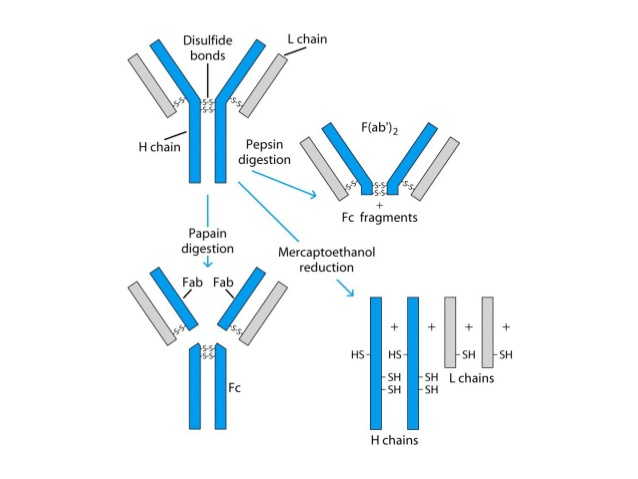 Disulfide
bonds
L chain
-S-S-
-S-S-
-S-S-
-S-S-
H chain
Pepsin
digestion
F(ab')2
-S-S-
-S-S-
-S-S-
-S-S-
+
Fc fragments
Papain
digestion
Mercaptoethanol
reduction
Fab Fab
-S-S-
-S-S-
-S-S-
-S-S-
Fc
+ + + +
HS- HS- -SH -SH
-SH -SH
-SH -SH
L chains
H chains